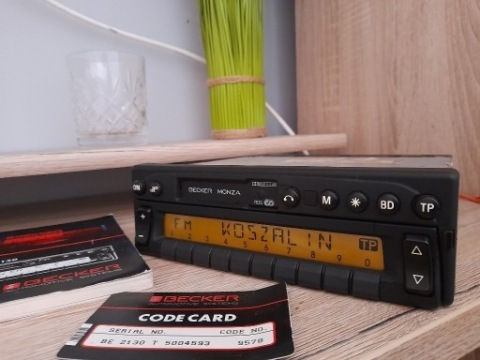 ON
BECKER MONZA
M
BD
TP
FM KOSZALIN TP
1 2 3 4 5 6 7 8 9 0
BECKER
CODE CARD
SERIAL NO. CODE NO.
BE 2130 T 5004593 9578